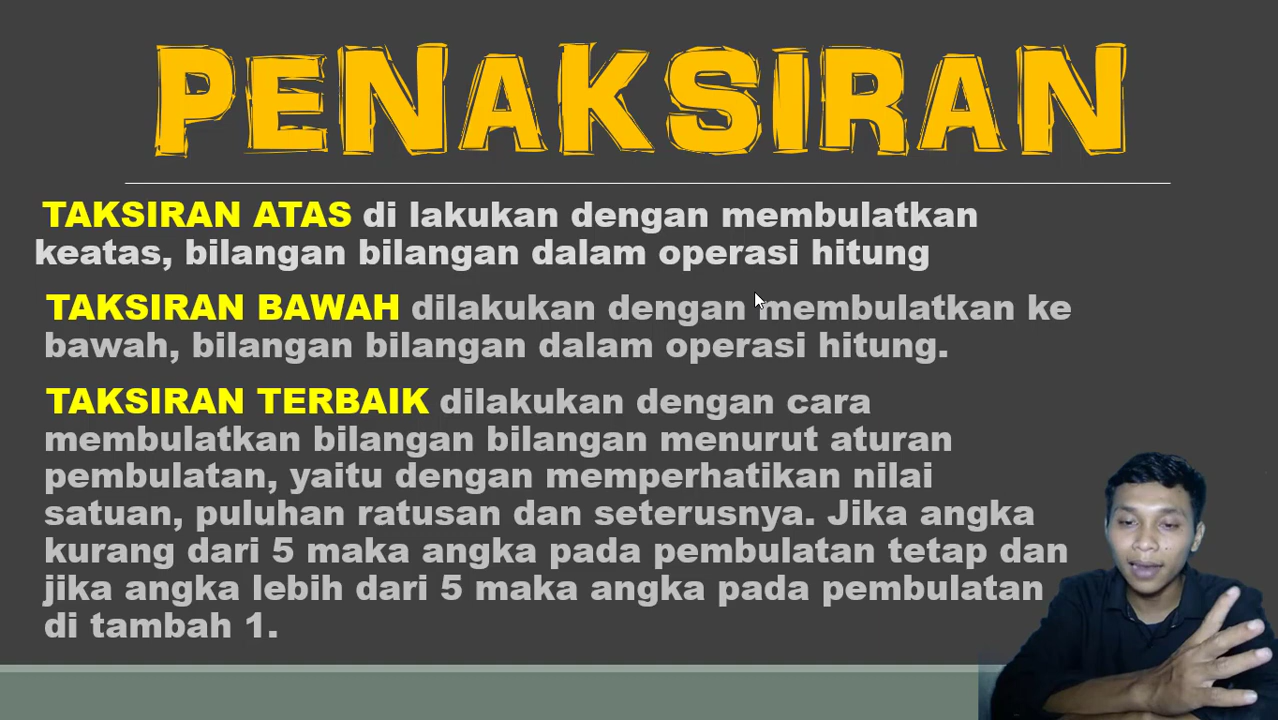 PENAKSIRAN
TAKSIRAN ATAS di lakukan dengan membulatkan
keatas, bilangan bilangan dalam operasi hitung
TAKSIRAN BAWAH dilakukan dengan membulatkan ke
bawah, bilangan bilangan dalam operasi hitung.
TAKSIRAN TERBAIK dilakukan dengan cara
membulatkan bilangan bilangan menurut aturan
pembulatan, yaitu dengan memperhatikan nilai
satuan, puluhan ratusan dan seterusnya. Jika angka
kurang dari 5 maka angka pada pembulatan tetap dan
jika angka lebih dari 5 maka angka pada pembulatan
di tambah 1.